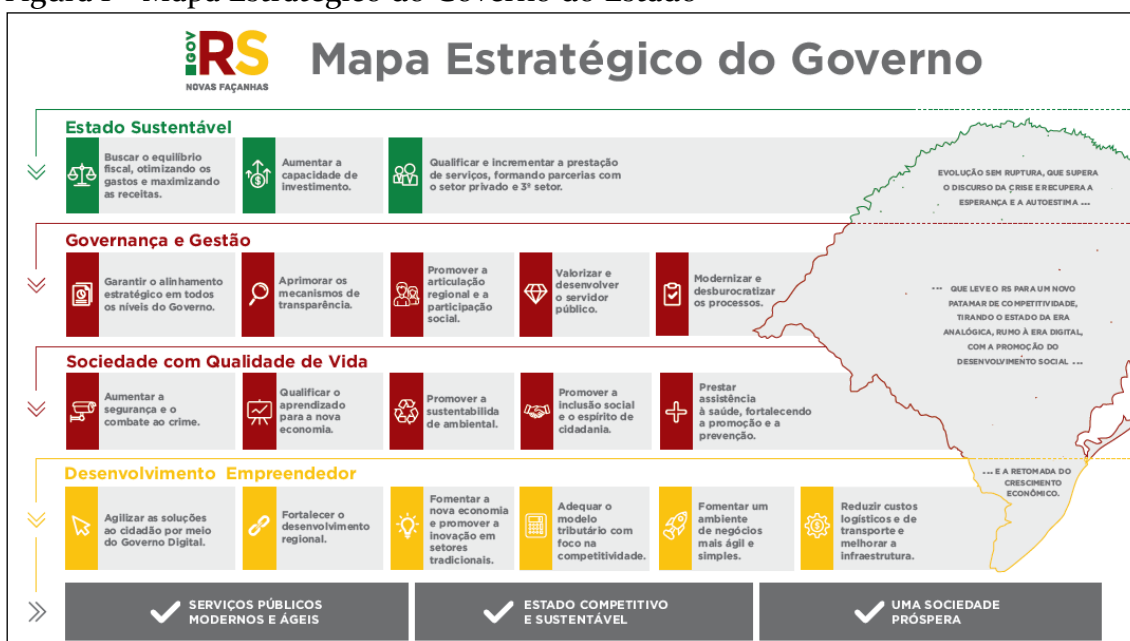 Figura I - Mapa Estratégico do Governo do Estado
GOV
RS
NOVAS FAÇANHAS
Mapa Estratégico do Governo
Estado Sustentável
Buscar o equilíbrio
fiscal, otimizando os
gastos e maximizando
as receitas.
Aumentar a
capacidade de
investimento.
Qualificar e incrementar a prestação
de serviços, formando parcerias com
o setor privado e 3º setor.
EVOLUÇÃO SEM RUPTURA, QUE SUPERA
O DISCURSO DA CRISE E RECUPERA A
ESPERANÇA E A AUTOESTIMA ...
Governança e Gestão
Garantir o alinhamento
estratégico em todos
os níveis do Governo.
Aprimorar os
mecanismos de
transparência.
Promover a
articulação
regional e a
participação
social.
Valorizar e
desenvolver
o servidor
público.
Modernizar e
desburocratizar
os processos.
... QUE LEVE O RS PARA UM NOVO
PATAMAR DE COMPETITIVIDADE,
TIRANDO O ESTADO DA ERA
ANALÓGICA, RUMO À ERA DIGITAL,
COM A PROMOÇÃO DO
DESENVOLVIMENTO SOCIAL ...
Sociedade com Qualidade de Vida
Aumentar a
segurança e o
combate ao crime.
Qualificar o
aprendizado
para a nova
economia.
Promover a
sustentabilida
de ambiental.
Promover a
inclusão social
e o espírito de
cidadania.
Prestar
assistência
à saúde, fortalecendo
a promoção e a
prevenção.
Desenvolvimento Empreendedor
Agilizar as soluções
ao cidadão por meio
do Governo Digital.
Fortalecer o
desenvolvimento
regional.
Fomentar a
nova economia
e promover a
inovação em
setores
tradicionais.
Adequar o
modelo
tributário com
foco na
competitividade.
Fomentar um
ambiente
de negócios
mais ágil e
simples.
Reduzir custos
logísticos e de
transporte e
melhorar a
infraestrutura.
... E A RETOMADA DO
CRESCIMENTO
ECONÔMICO.
SERVIÇOS PÚBLICOS
MODERNOS E ÁGEIS
ESTADO COMPETITIVO
E SUSTENTÁVEL
UMA SOCIEDADE
PRÓSPERA